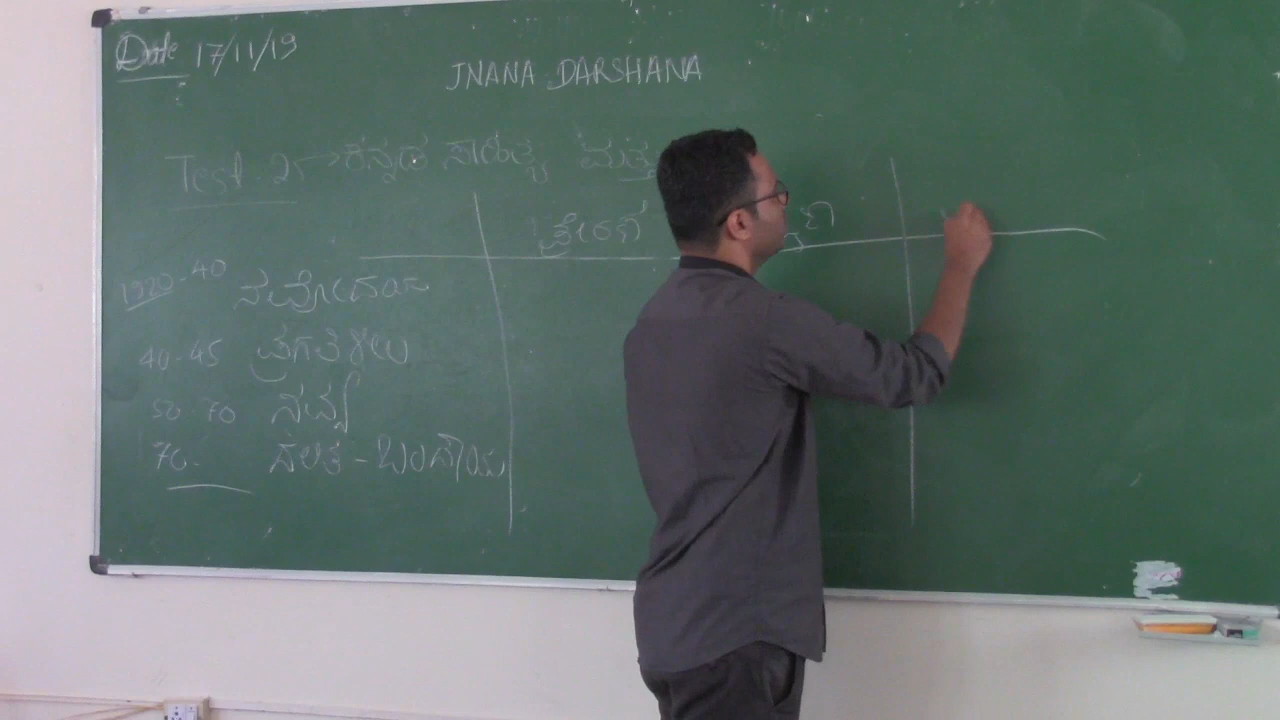 Date 17/11/19
JNANA DARSHANA
Test - 2 ಕನ್ನಡ ಸಾಹಿತ್ಯ ಮತ್ತು
ಪ್ರೇರಣೆ
1920-40 ನವೋದಯ
40-45 ಪ್ರಗತಿಶೀಲ
50-70 ನವ್ಯ
70- ದಲಿತ - ಬಂಡಾಯ